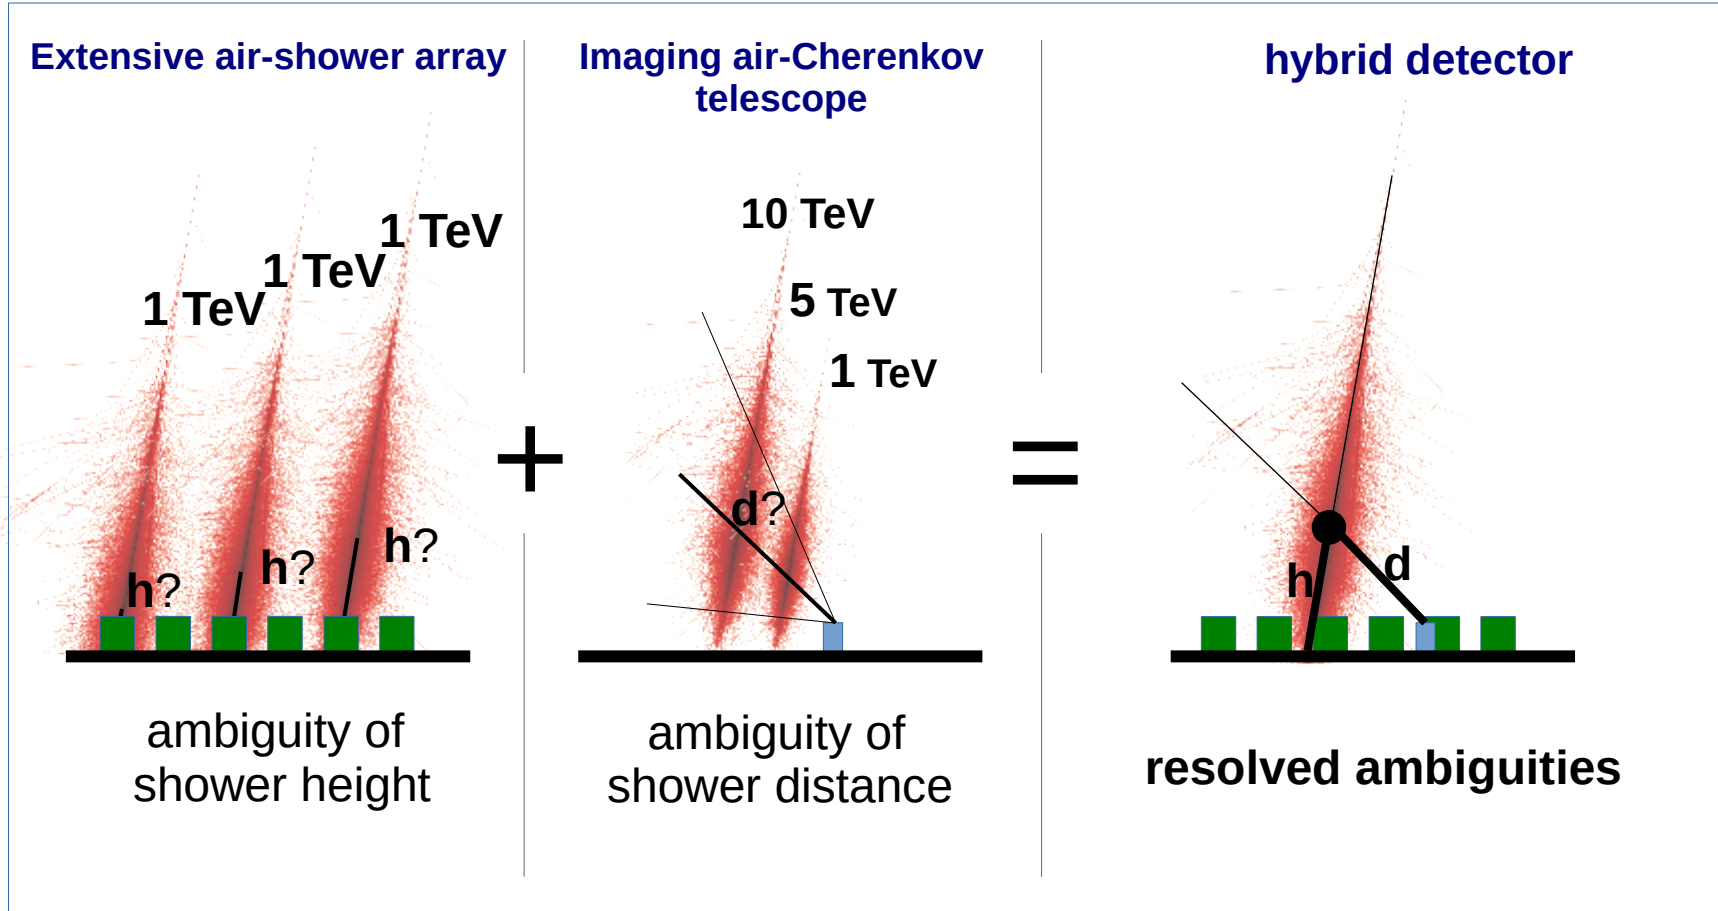 Extensive air-shower array
1 TeV
1 TeV
1 TeV
h?
h?
h?
ambiguity of
shower height
+
Imaging air-Cherenkov
telescope
10 TeV
5 TeV
1 TeV
d?
ambiguity of
shower distance
=
hybrid detector
h
d
resolved ambiguities